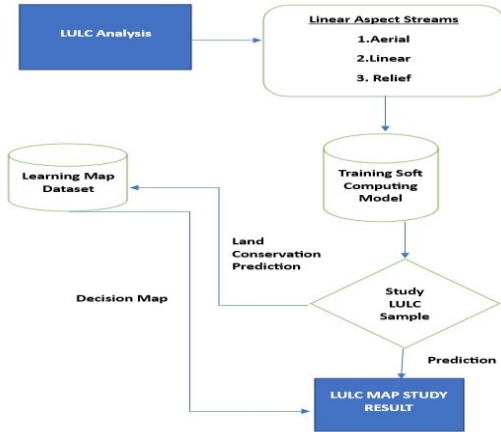 LULC Analysis
Linear Aspect Streams
1.Aerial
2.Linear
3. Relief
Learning Map
Dataset
Training Soft
Computing
Model
Land
Conservation
Prediction
Study
LULC
Sample
Decision Map
Prediction
LULC MAP STUDY
RESULT